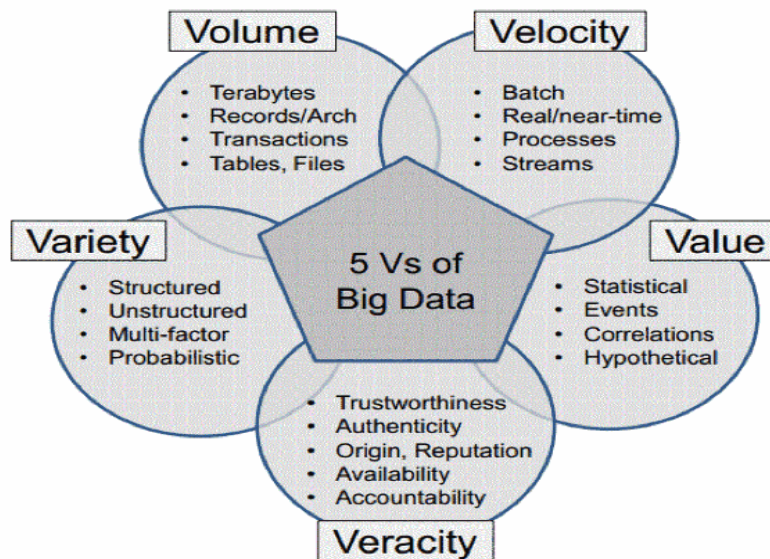 Volume
• Terabytes
• Records/Arch
• Transactions
• Tables, Files
Velocity
• Batch
• Real/near-time
• Processes
• Streams
Variety
• Structured
• Unstructured
• Multi-factor
• Probabilistic
5 Vs of
Big Data
Value
• Statistical
• Events
• Correlations
• Hypothetical
• Trustworthiness
• Authenticity
• Origin, Reputation
• Availability
• Accountability
Veracity